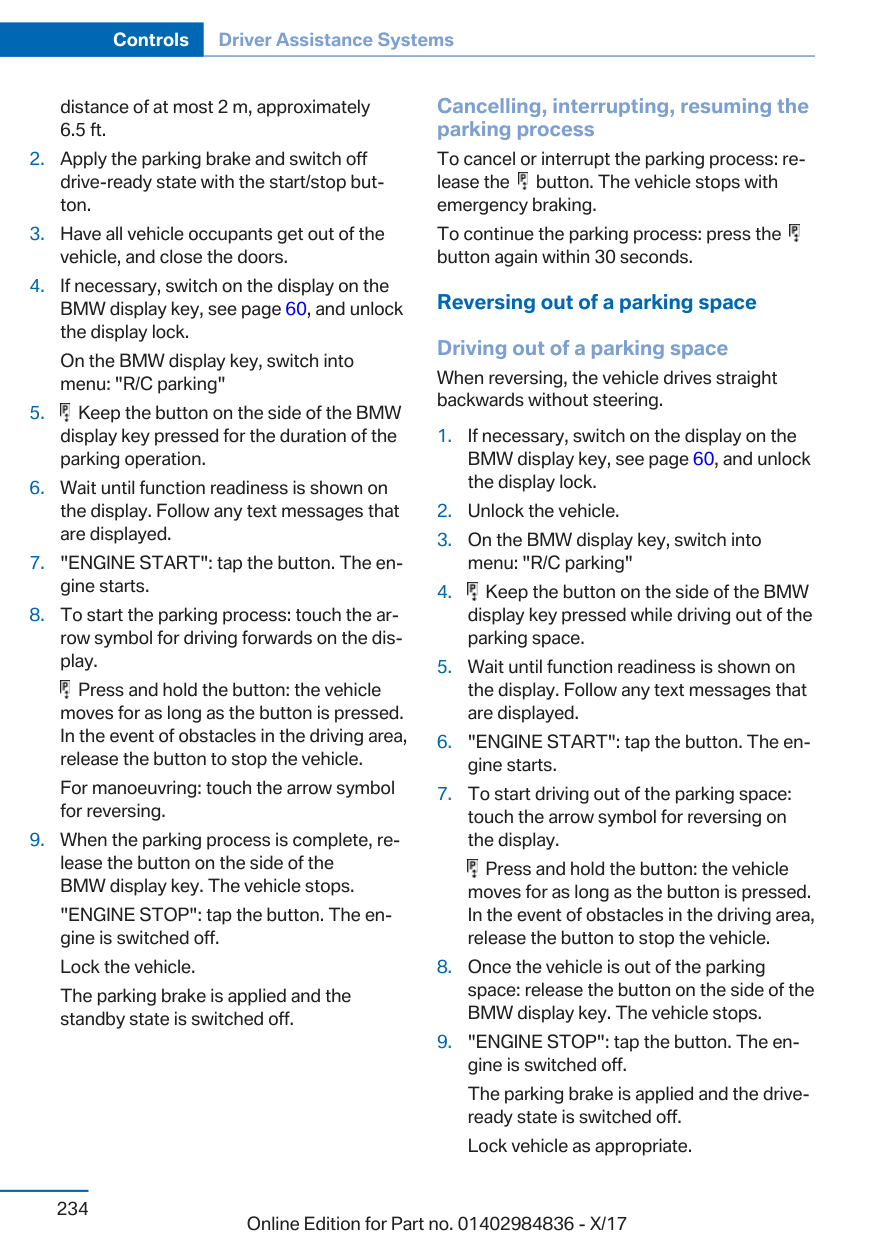 Controls Driver Assistance Systems
distance of at most 2 m, approximately
6.5 ft.
2. Apply the parking brake and switch off
drive-ready state with the start/stop but-
ton.
3. Have all vehicle occupants get out of the
vehicle, and close the doors.
4. If necessary, switch on the display on the
BMW display key, see page 60, and unlock
the display lock.
On the BMW display key, switch into
menu: "R/C parking"
5. Keep the button on the side of the BMW
display key pressed for the duration of the
parking operation.
6. Wait until function readiness is shown on
the display. Follow any text messages that
are displayed.
7. "ENGINE START": tap the button. The en-
gine starts.
8. To start the parking process: touch the ar-
row symbol for driving forwards on the dis-
play.
Press and hold the button: the vehicle
moves for as long as the button is pressed.
In the event of obstacles in the driving area,
release the button to stop the vehicle.
For manoeuvring: touch the arrow symbol
for reversing.
9. When the parking process is complete, re-
lease the button on the side of the
BMW display key. The vehicle stops.
"ENGINE STOP": tap the button. The en-
gine is switched off.
Lock the vehicle.
The parking brake is applied and the
standby state is switched off.
Cancelling, interrupting, resuming the
parking process
To cancel or interrupt the parking process: re-
lease the button. The vehicle stops with
emergency braking.
To continue the parking process: press the
button again within 30 seconds.
Reversing out of a parking space
Driving out of a parking space
When reversing, the vehicle drives straight
backwards without steering.
1. If necessary, switch on the display on the
BMW display key, see page 60, and unlock
the display lock.
2. Unlock the vehicle.
3. On the BMW display key, switch into
menu: "R/C parking"
4. Keep the button on the side of the BMW
display key pressed while driving out of the
parking space.
5. Wait until function readiness is shown on
the display. Follow any text messages that
are displayed.
6. "ENGINE START": tap the button. The en-
gine starts.
7. To start driving out of the parking space:
touch the arrow symbol for reversing on
the display.
Press and hold the button: the vehicle
moves for as long as the button is pressed.
In the event of obstacles in the driving area,
release the button to stop the vehicle.
8. Once the vehicle is out of the parking
space: release the button on the side of the
BMW display key. The vehicle stops.
9. "ENGINE STOP": tap the button. The en-
gine is switched off.
The parking brake is applied and the drive-
ready state is switched off.
Lock vehicle as appropriate.
234
Online Edition for Part no. 01402984836 - X/17